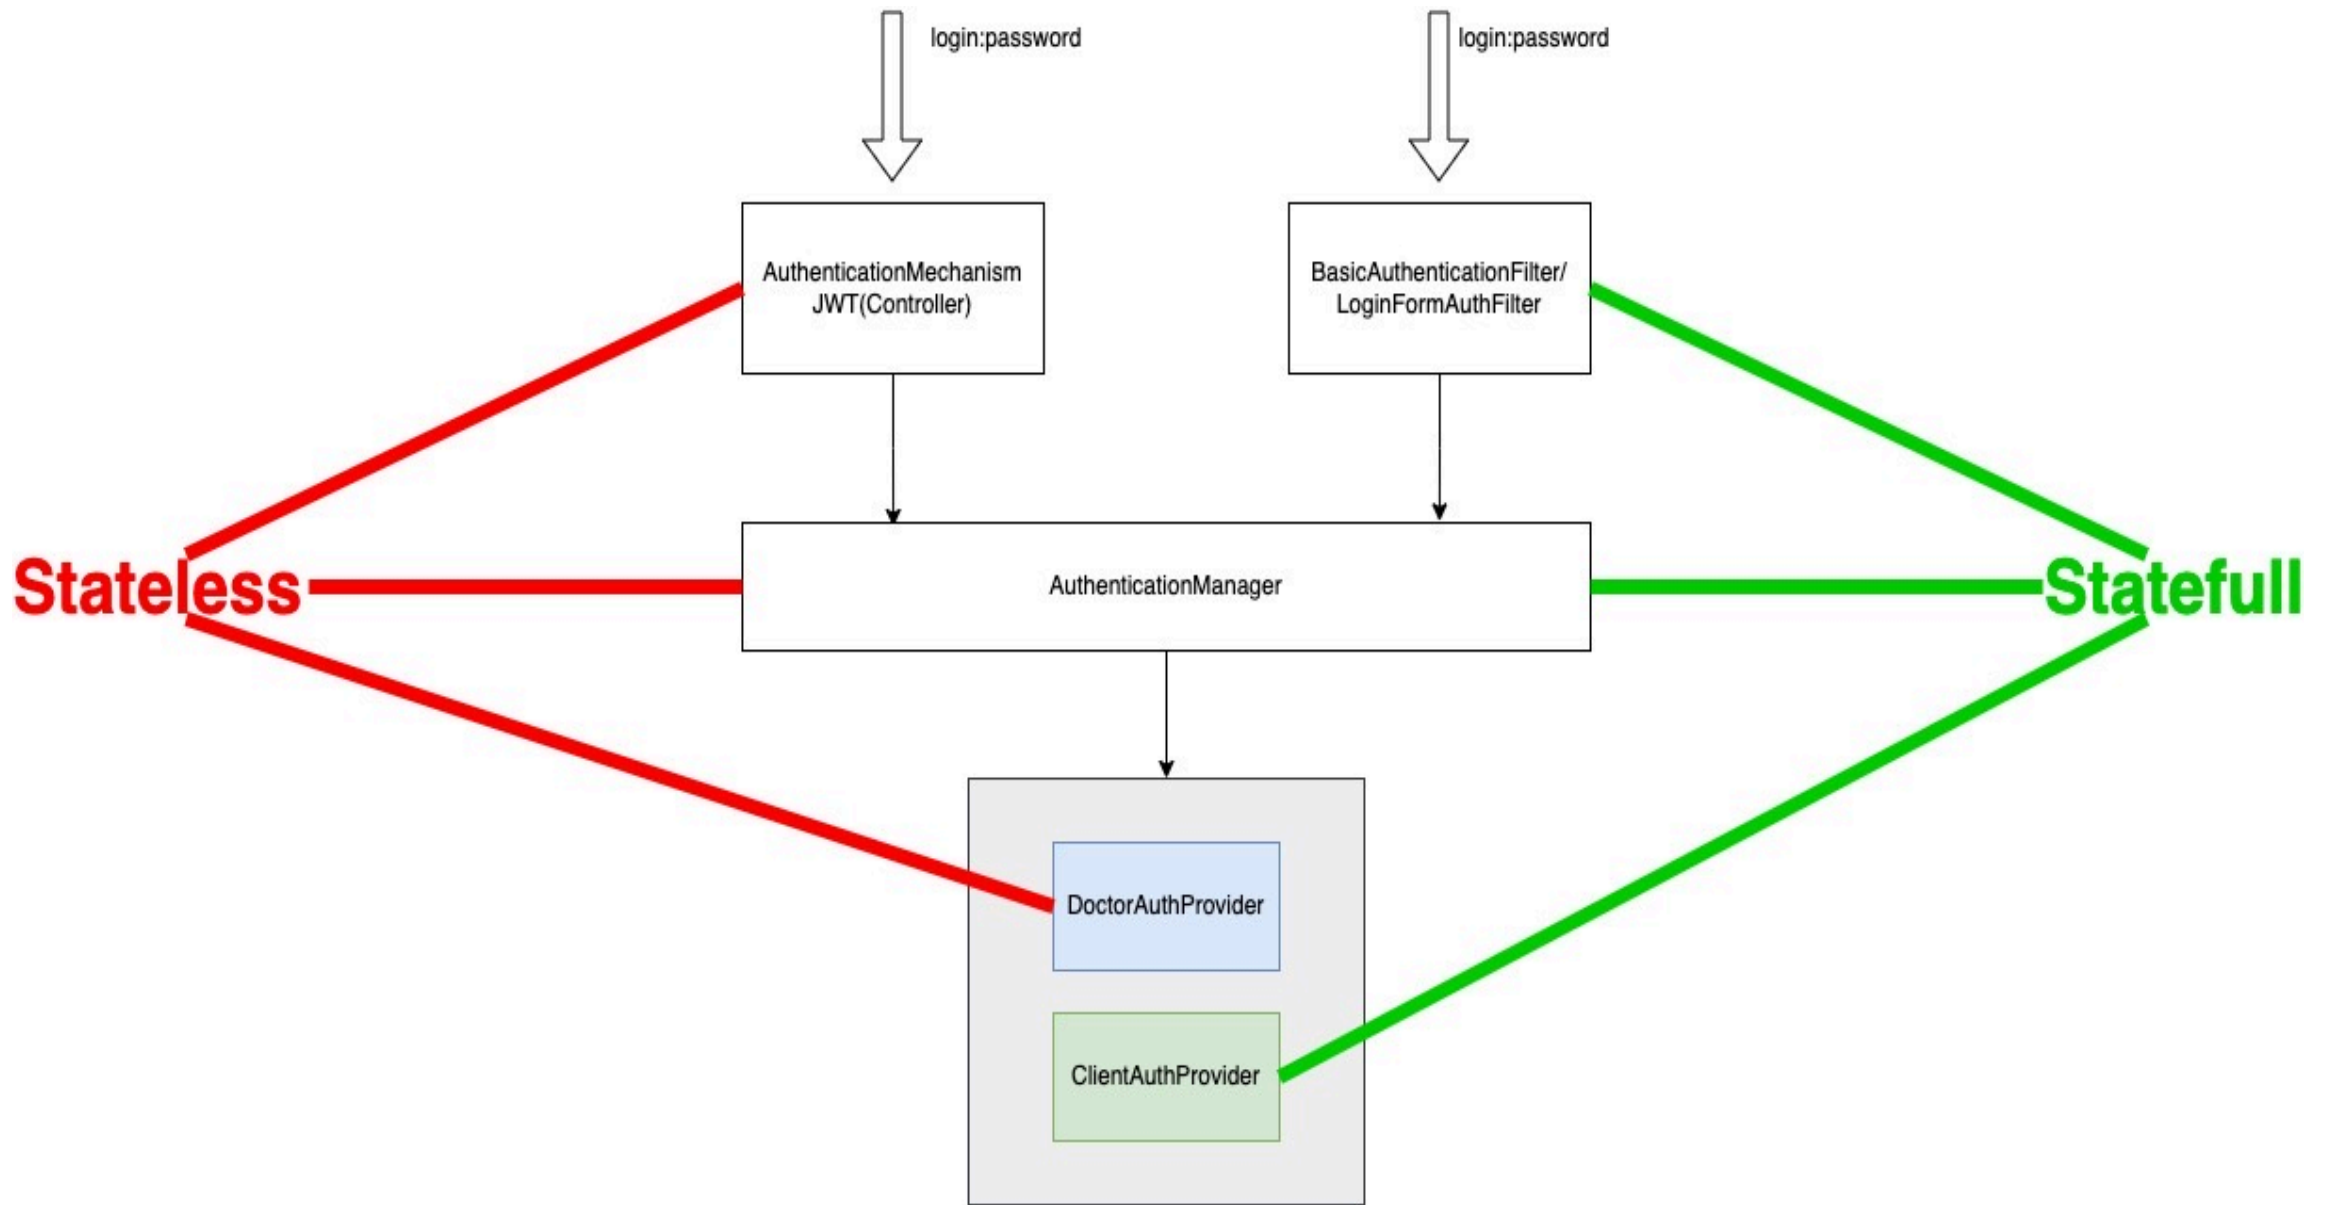 login:password
login:password
AuthenticationMechanism
JWT(Controller)
BasicAuthenticationFilter/
LoginFormAuthFilter
Stateless
AuthenticationManager
Statefull
DoctorAuthProvider
ClientAuthProvider